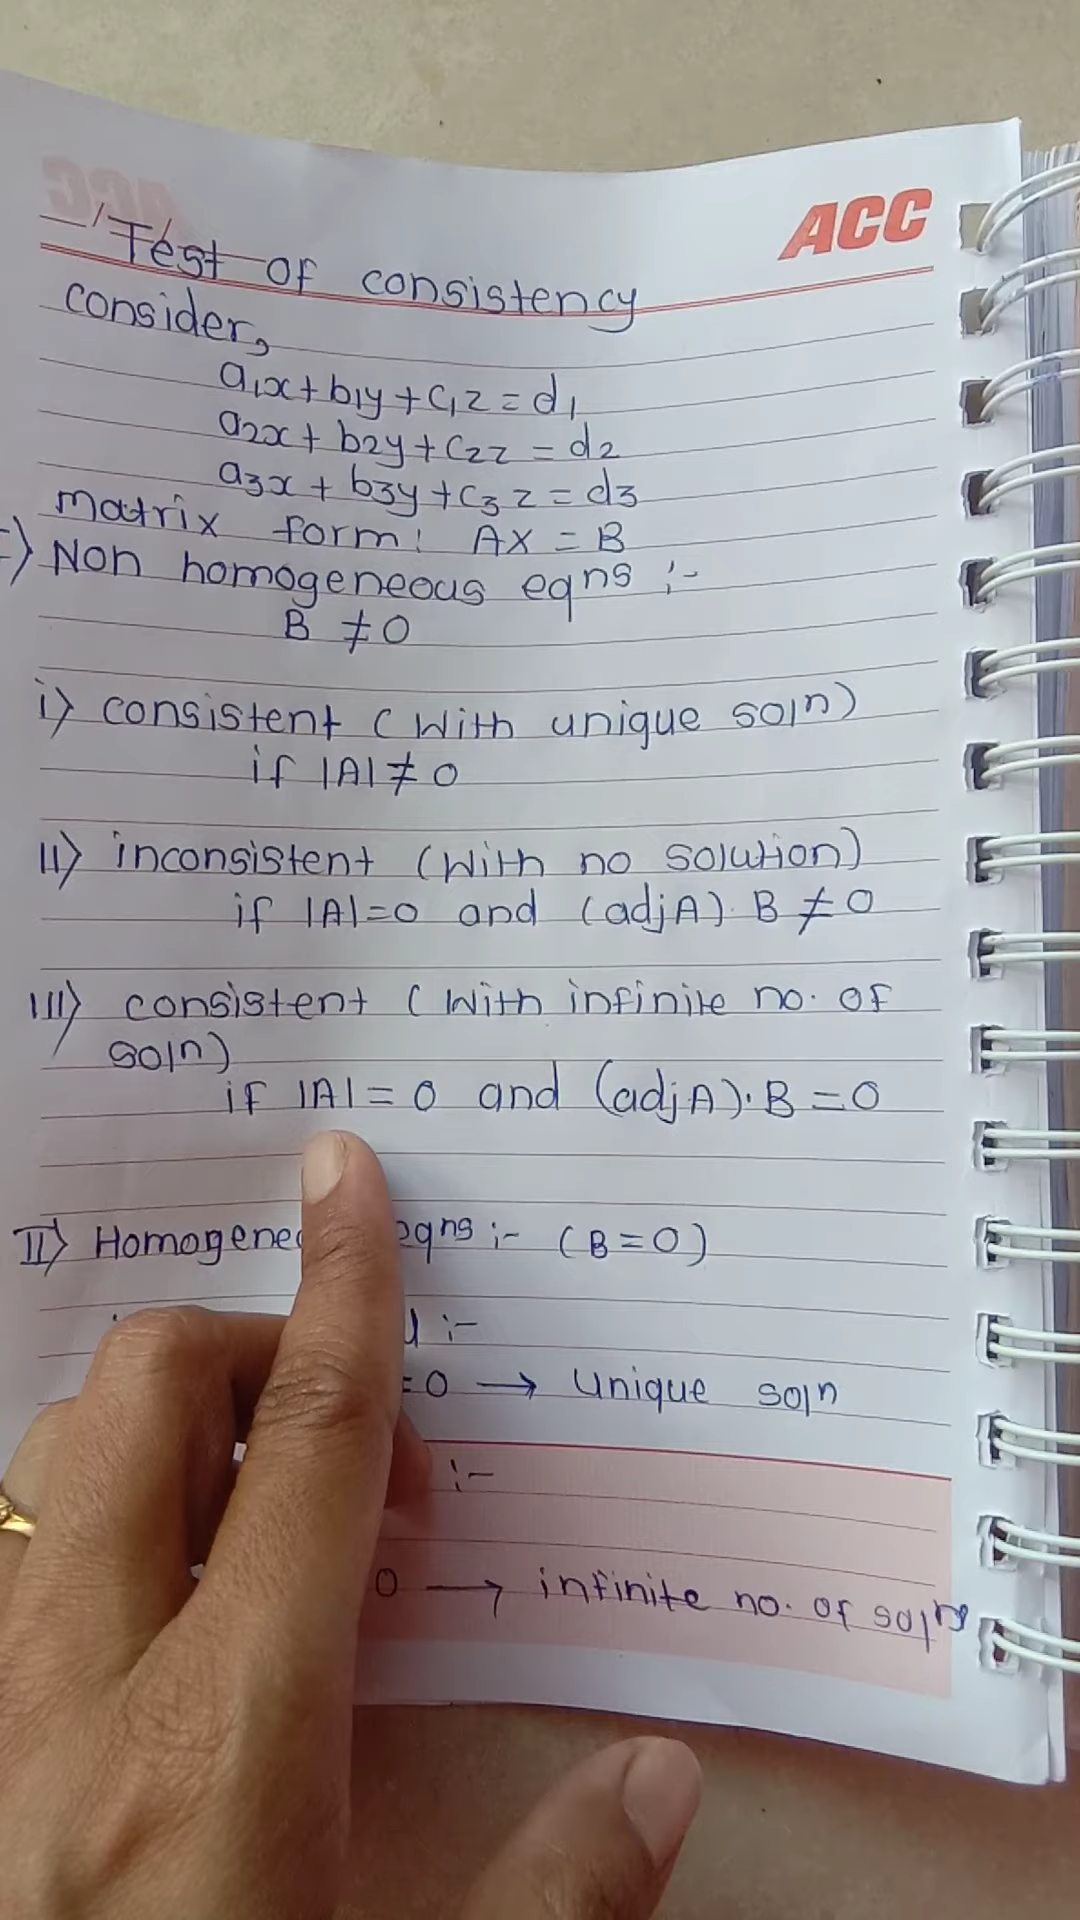 ACC
Test of consistency
consider,
a1x + b1y + c1z = d1
a2x + b2y + c2z = d2
a3x + b3y + c3z = d3
Matrix form: AX = B
Non homogeneous eqns :-
B ≠ 0
i) consistent (with unique soln)
if |A| ≠ 0
II) inconsistent (with no solution)
if |A|=0 and (adjA). B ≠ 0
III) consistent (with infinite no. of
soln)
if |A| = 0 and (adjA). B = 0
II) eqns :- (B=0)
:-
=0 → Unique soln
:-
0 → infinite no. of solns